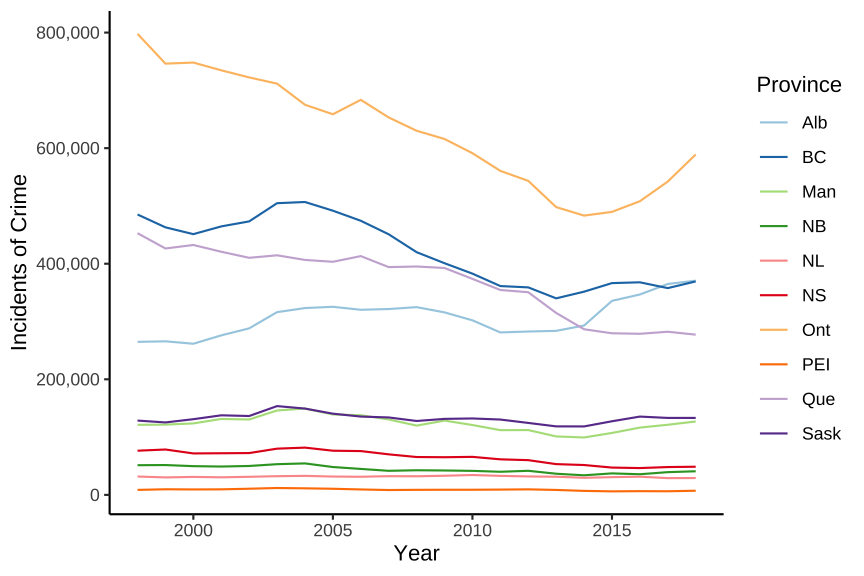 800,000
600,000
400,000
200,000
0
Incidents of Crime
2000
2005
2010
2015
Year
Province
Alb
BC
Man
NB
NL
NS
Ont
PEI
Que
Sask